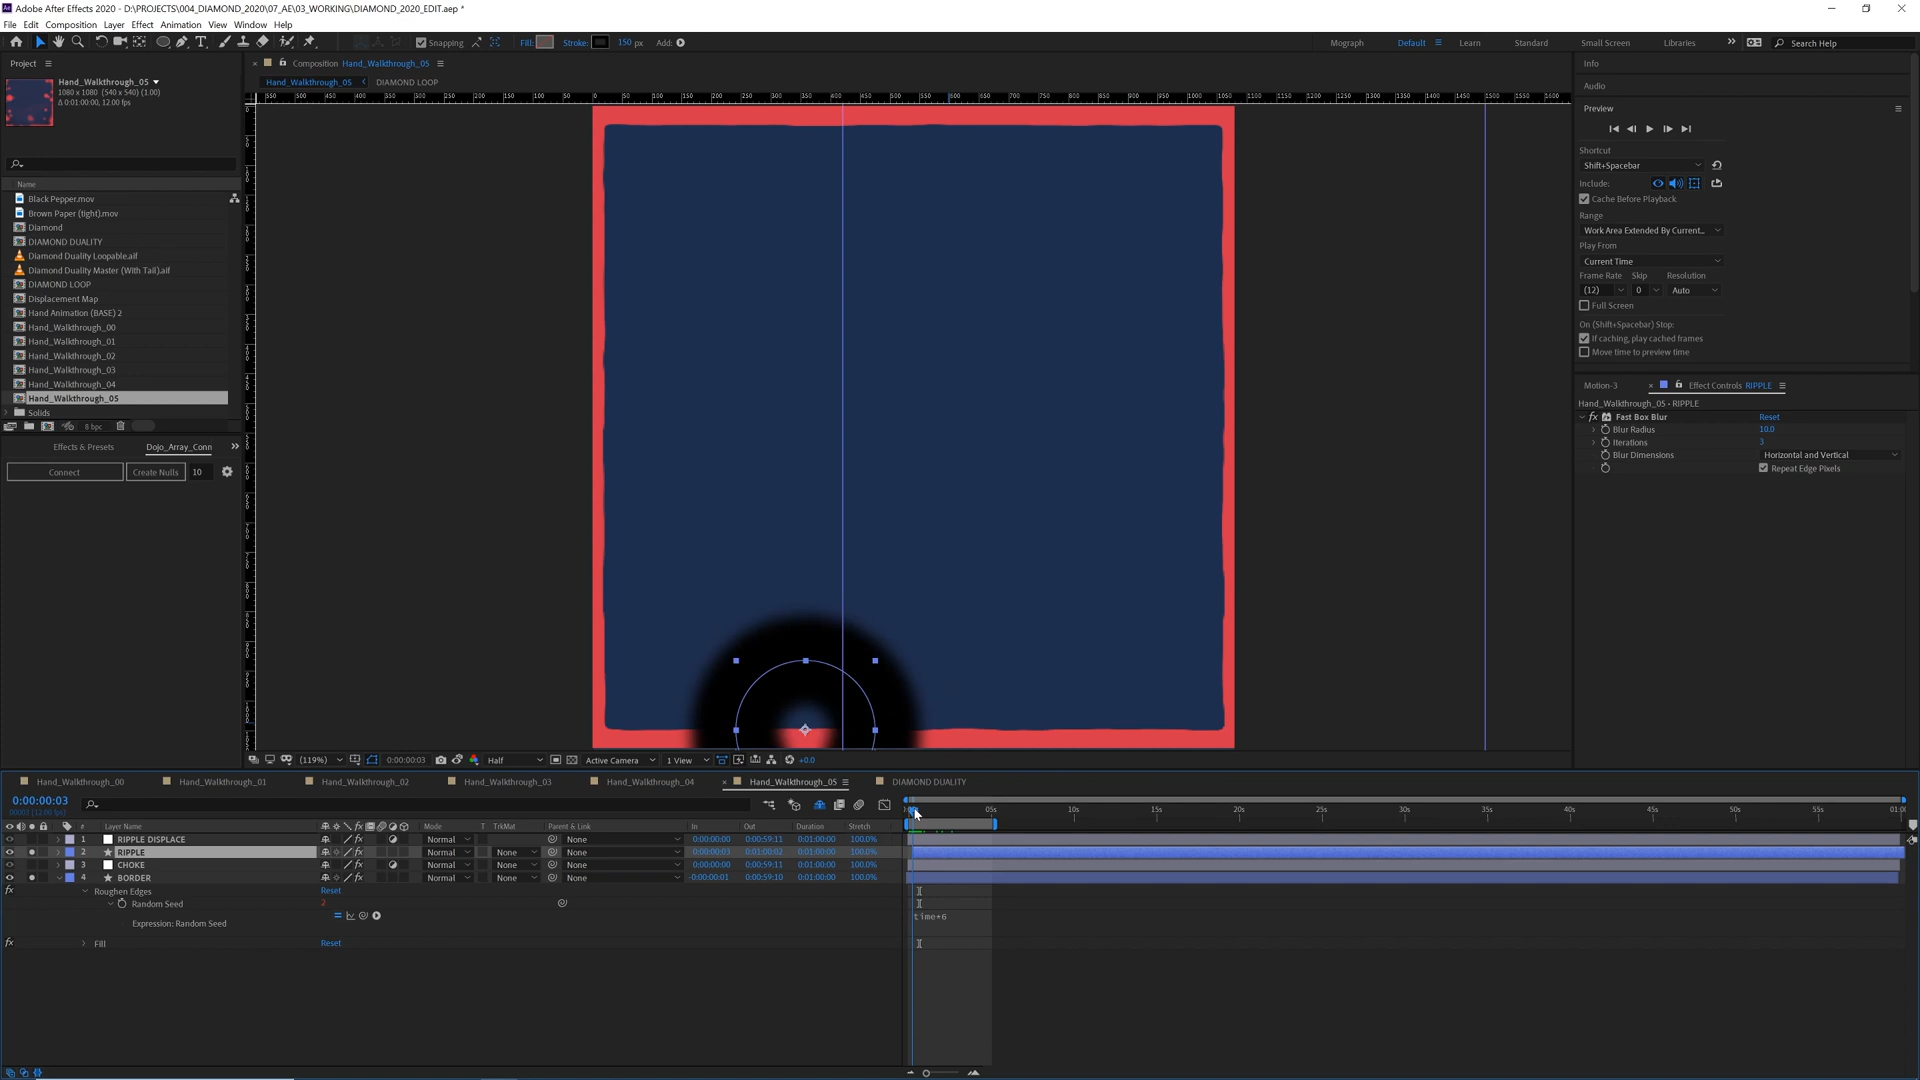 Adobe After Effects 2020 - D:\PROJECTS\004_DIAMOND_2020\07_AE\03_WORKING\DIAMOND_2020_EDIT.aep *
File Edit Composition Layer Effect Animation View Window Help
Snapping Fill: Stroke: 150 px Add: Mograph Default Learn Standard Small Screen Libraries Search Help
Project
Hand_Walkthrough_05
1080 x 1080 (540 x 540) (1.00)
Δ 0:01:00:00, 12.00 fps
Name
Black Pepper.mov
Brown Paper (tight).mov
Diamond
DIAMOND DUALITY
Diamond Duality Loopable.aif
Diamond Duality Master (With Tail).aif
DIAMOND LOOP
Displacement Map
Hand Animation (BASE) 2
Hand_Walkthrough_00
Hand_Walkthrough_01
Hand_Walkthrough_02
Hand_Walkthrough_03
Hand_Walkthrough_04
Hand_Walkthrough_05
Solids
8 bpc
Effects & Presets Dojo_Array_Conn
Connect Create Nulls 10
Composition Hand_Walkthrough_05
Hand_Walkthrough_05 DIAMOND LOOP
(119%) 0:00:00:03 Half Active Camera 1 View +0.0
Info
Audio
Preview
Shortcut
Shift+Spacebar
Include:
Cache Before Playback
Range
Work Area Extended By Current...
Play From
Current Time
Frame Rate Skip Resolution
(12) 0 Auto
Full Screen
On (Shift+Spacebar) Stop:
If caching, play cached frames
Move time to preview time
Motion-3 Effect Controls RIPPLE
Hand_Walkthrough_05 • RIPPLE
fx Fast Box Blur Reset
Blur Radius 10.0
Iterations 3
Blur Dimensions Horizontal and Vertical
Repeat Edge Pixels
Hand_Walkthrough_00 Hand_Walkthrough_01 Hand_Walkthrough_02 Hand_Walkthrough_03 Hand_Walkthrough_04 Hand_Walkthrough_05 DIAMOND DUALITY
0:00:00:03
00003 (12.00 fps)
05s 10s 15s 20s 25s 30s 35s 40s 45s 50s 55s
# Layer Name Mode T TrkMat Parent & Link In Out Duration Stretch
1 RIPPLE DISPLACE Normal None 0:00:00:00 0:00:59:11 0:01:00:00 100.0%
2 RIPPLE Normal None None 0:00:00:03 0:01:00:02 0:01:00:00 100.0%
3 CHOKE Normal None None 0:00:00:00 0:00:59:11 0:01:00:00 100.0%
4 BORDER Normal None None -0:00:00:01 0:00:59:10 0:01:00:00 100.0%
Roughen Edges Reset
Random Seed 2
Expression: Random Seed time*6
Fill Reset